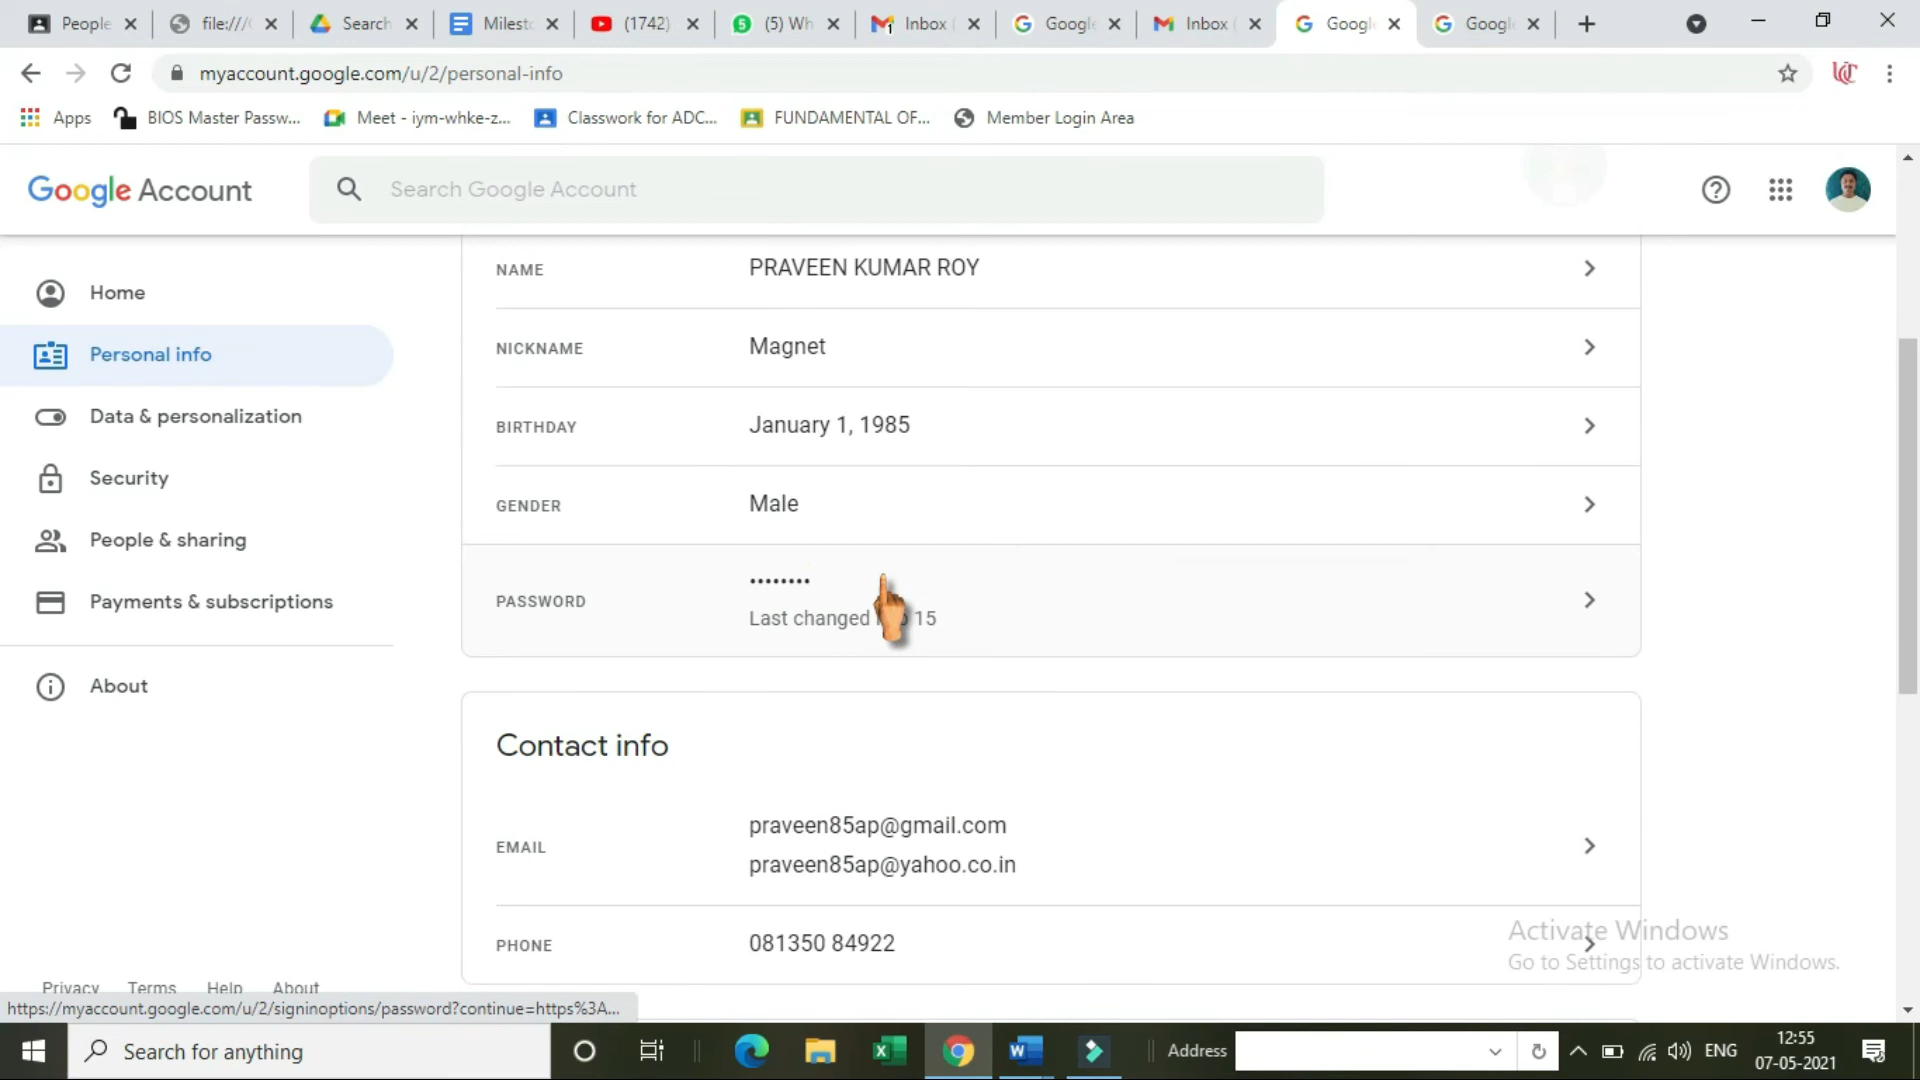 People
file:///
Search
Milest
(1742)
(5) Wh
Inbox
Google
Inbox
Google
Google
myaccount.google.com/u/2/personal-info
Apps
BIOS Master Passw...
Meet - iym-whke-z...
Classwork for ADC...
FUNDAMENTAL OF...
Member Login Area
Google Account
Search Google Account
Home
Personal info
Data & personalization
Security
People & sharing
Payments & subscriptions
About
NAME PRAVEEN KUMAR ROY
NICKNAME Magnet
BIRTHDAY January 1, 1985
GENDER Male
PASSWORD ••••••••
Last changed 15
Contact info
EMAIL praveen85ap@gmail.com
praveen85ap@yahoo.co.in
PHONE 081350 84922
Activate Windows
Go to Settings to activate Windows.
Privacy Terms Help About
https://myaccount.google.com/u/2/signinoptions/password?continue=https%3A...
Search for anything
Address
ENG
12:55
07-05-2021